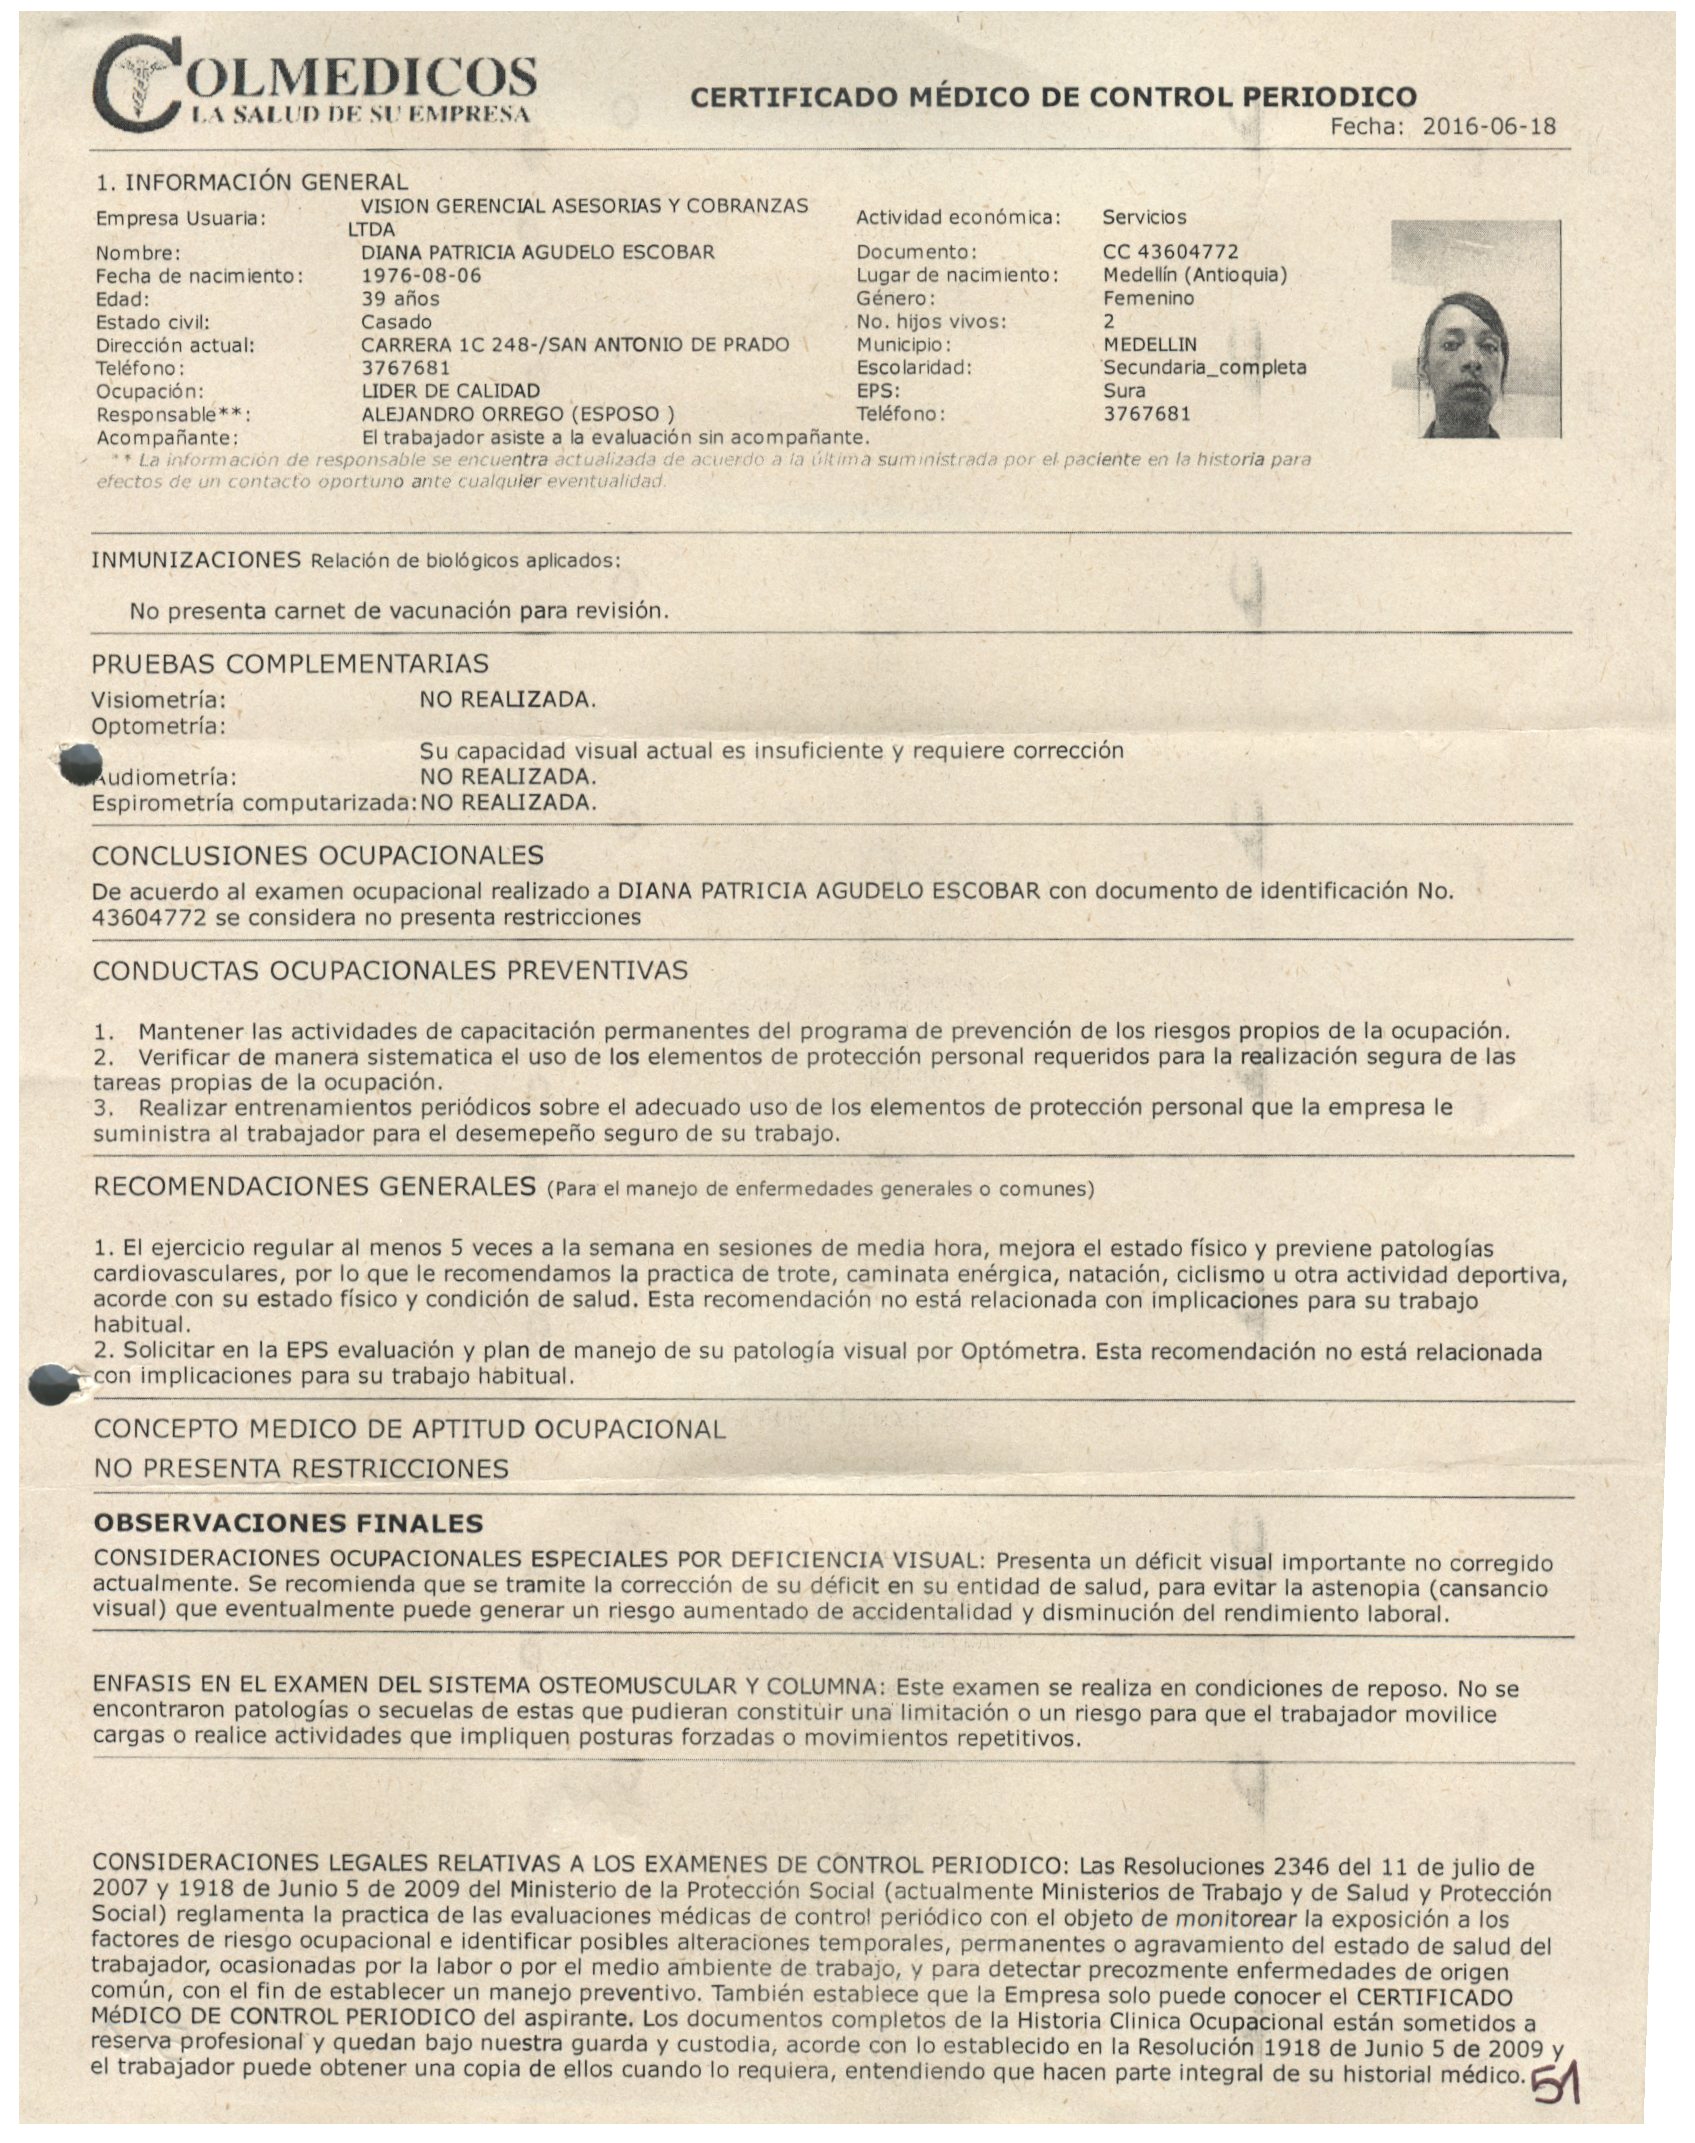 COLMEDICOS
LA SALUD DE SU EMPRESA
CERTIFICADO MÉDICO DE CONTROL PERIODICO
Fecha: 2016-06-18
1. INFORMACIÓN GENERAL
Empresa Usuaria: VISION GERENCIAL ASESORIAS Y COBRANZAS LTDA Actividad económica: Servicios
Nombre: DIANA PATRICIA AGUDELO ESCOBAR Documento: CC 43604772
Fecha de nacimiento: 1976-08-06 Lugar de nacimiento: Medellín (Antioquia)
Edad: 39 años Género: Femenino
Estado civil: Casado No. hijos vivos: 2
Dirección actual: CARRERA 1C 248-/SAN ANTONIO DE PRADO Municipio: MEDELLIN
Teléfono: 3767681 Escolaridad: Secundaria_completa
Ocupación: LIDER DE CALIDAD EPS: Sura
Responsable**: ALEJANDRO ORREGO (ESPOSO ) Teléfono: 3767681
Acompañante: El trabajador asiste a la evaluación sin acompañante.
** La información de responsable se encuentra actualizada de acuerdo a la última suministrada por el paciente en la historia para
efectos de un contacto oportuno ante cualquier eventualidad.
INMUNIZACIONES Relación de biológicos aplicados:
No presenta carnet de vacunación para revisión.
PRUEBAS COMPLEMENTARIAS
Visiometría: NO REALIZADA.
Optometría:
Su capacidad visual actual es insuficiente y requiere corrección
Audiometría: NO REALIZADA.
Espirometría computarizada: NO REALIZADA.
CONCLUSIONES OCUPACIONALES
De acuerdo al examen ocupacional realizado a DIANA PATRICIA AGUDELO ESCOBAR con documento de identificación No.
43604772 se considera no presenta restricciones
CONDUCTAS OCUPACIONALES PREVENTIVAS
1. Mantener las actividades de capacitación permanentes del programa de prevención de los riesgos propios de la ocupación.
2. Verificar de manera sistematica el uso de los elementos de protección personal requeridos para la realización segura de las
tareas propias de la ocupación.
3. Realizar entrenamientos periódicos sobre el adecuado uso de los elementos de protección personal que la empresa le
suministra al trabajador para el desemepeño seguro de su trabajo.
RECOMENDACIONES GENERALES (Para el manejo de enfermedades generales o comunes)
1. El ejercicio regular al menos 5 veces a la semana en sesiones de media hora, mejora el estado físico y previene patologías
cardiovasculares, por lo que le recomendamos la practica de trote, caminata enérgica, natación, ciclismo u otra actividad deportiva,
acorde con su estado físico y condición de salud. Esta recomendación no está relacionada con implicaciones para su trabajo
habitual.
2. Solicitar en la EPS evaluación y plan de manejo de su patología visual por Optómetra. Esta recomendación no está relacionada
con implicaciones para su trabajo habitual.
CONCEPTO MEDICO DE APTITUD OCUPACIONAL
NO PRESENTA RESTRICCIONES
OBSERVACIONES FINALES
CONSIDERACIONES OCUPACIONALES ESPECIALES POR DEFICIENCIA VISUAL: Presenta un déficit visual importante no corregido
actualmente. Se recomienda que se tramite la corrección de su déficit en su entidad de salud, para evitar la astenopia (cansancio
visual) que eventualmente puede generar un riesgo aumentado de accidentalidad y disminución del rendimiento laboral.
ENFASIS EN EL EXAMEN DEL SISTEMA OSTEOMUSCULAR Y COLUMNA: Este examen se realiza en condiciones de reposo. No se
encontraron patologías o secuelas de estas que pudieran constituir una limitación o un riesgo para que el trabajador movilice
cargas o realice actividades que impliquen posturas forzadas o movimientos repetitivos.
CONSIDERACIONES LEGALES RELATIVAS A LOS EXAMENES DE CONTROL PERIODICO: Las Resoluciones 2346 del 11 de julio de
2007 y 1918 de Junio 5 de 2009 del Ministerio de la Protección Social (actualmente Ministerios de Trabajo y de Salud y Protección
Social) reglamenta la practica de las evaluaciones médicas de control periódico con el objeto de monitorear la exposición a los
factores de riesgo ocupacional e identificar posibles alteraciones temporales, permanentes o agravamiento del estado de salud del
trabajador, ocasionadas por la labor o por el medio ambiente de trabajo, y para detectar precozmente enfermedades de origen
común, con el fin de establecer un manejo preventivo. También establece que la Empresa solo puede conocer el CERTIFICADO
MéDICO DE CONTROL PERIODICO del aspirante. Los documentos completos de la Historia Clinica Ocupacional están sometidos a
reserva profesional y quedan bajo nuestra guarda y custodia, acorde con lo establecido en la Resolución 1918 de Junio 5 de 2009 y
el trabajador puede obtener una copia de ellos cuando lo requiera, entendiendo que hacen parte integral de su historial médico.
51